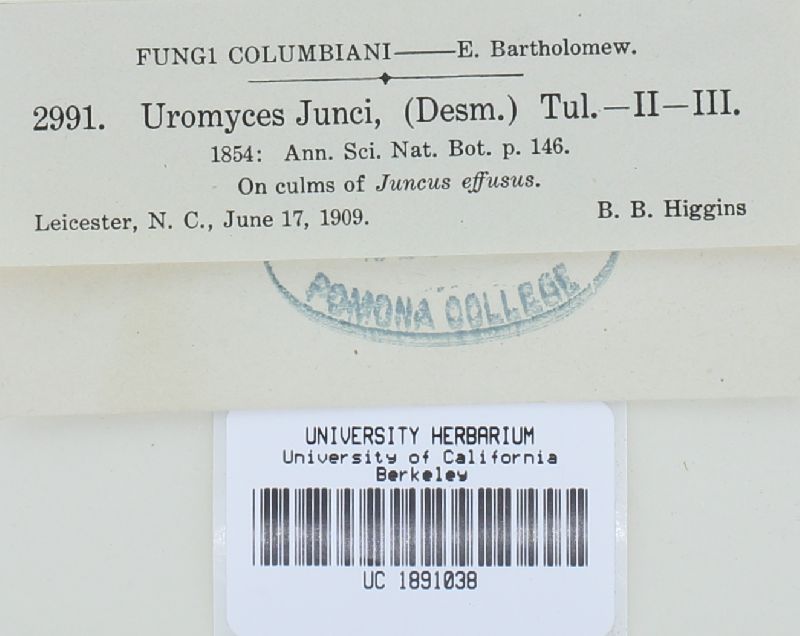 FUNG1 COLUMBIANI——E. Bartholomew.
2991. Uromyces Junci, (Desm.) Tul.—II—III.
1854: Ann. Sci. Nat. Bot. p. 146.
On culms of Juncus effusus.
Leicester, N. C., June 17, 1909. B. B. Higgins
POMONA COLLEGE
UNIVERSITY HERBARIUM
University of California
Berkeley
UC 1891038